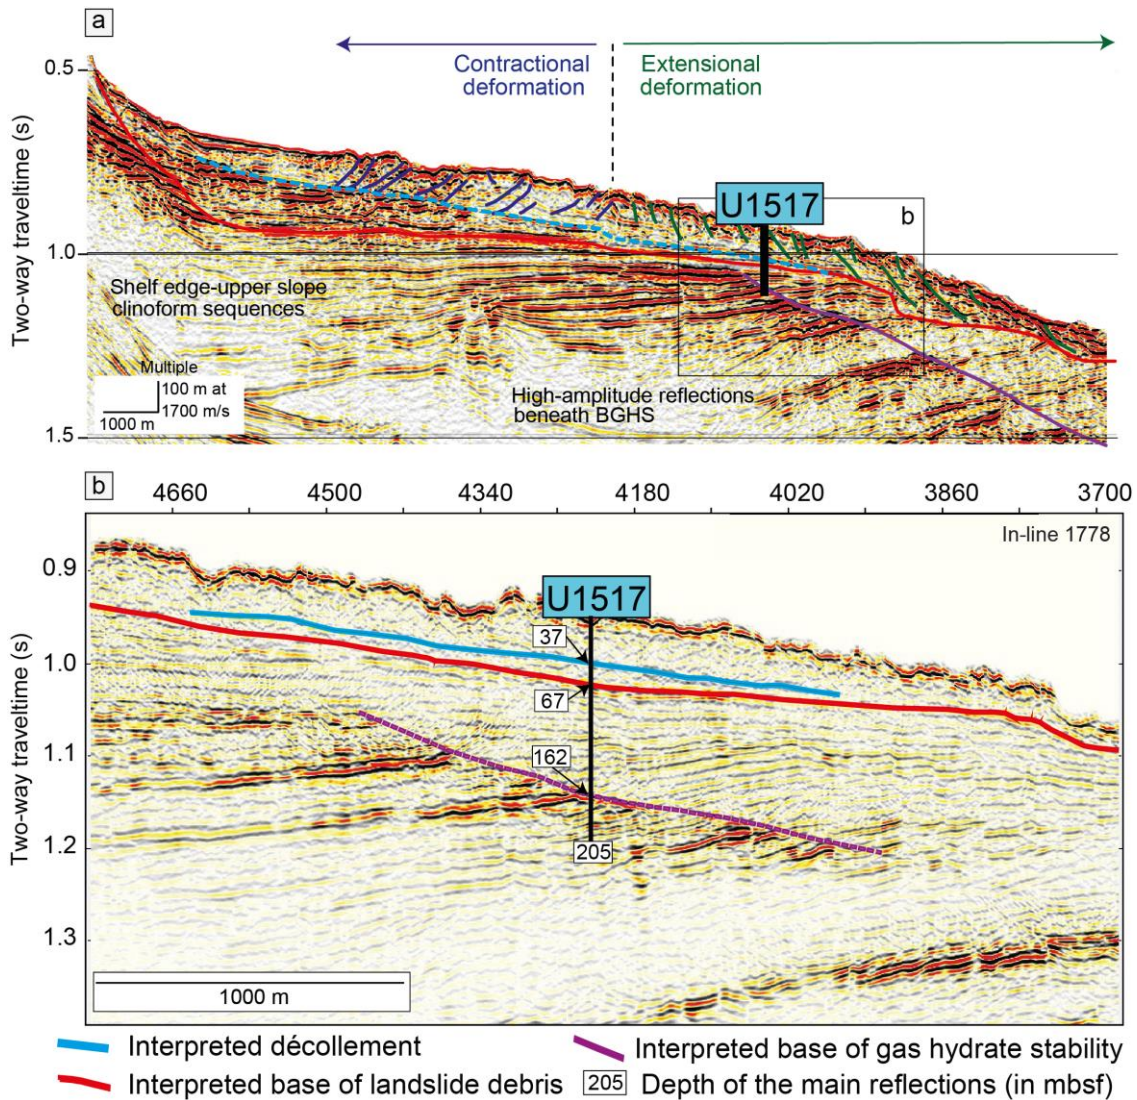 a
Contractional
deformation
Extensional
deformation
0.5
1.0
1.5
Two-way traveltime (s)
U1517
b
Shelf edge-upper slope
clinoform sequences
Multiple
100 m at
1700 m/s
1000 m
High-amplitude reflections
beneath BGHS
b
4660
4500
4340
4180
4020
3860
3700
In-line 1778
0.9
1.0
1.1
1.2
1.3
Two-way traveltime (s)
U1517
37
67
162
205
1000 m
Interpreted décollement
Interpreted base of gas hydrate stability
Interpreted base of landslide debris
205 Depth of the main reflections (in mbsf)